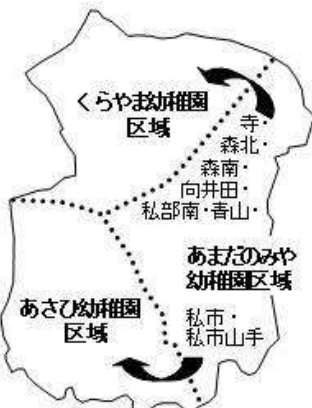 くらやま幼稚園
区域
寺・
森北・
森南・
向井田・
私部南・青山・
あまだのみや
幼稚園区域
あさひ幼稚園
区域
私市・
私市山手